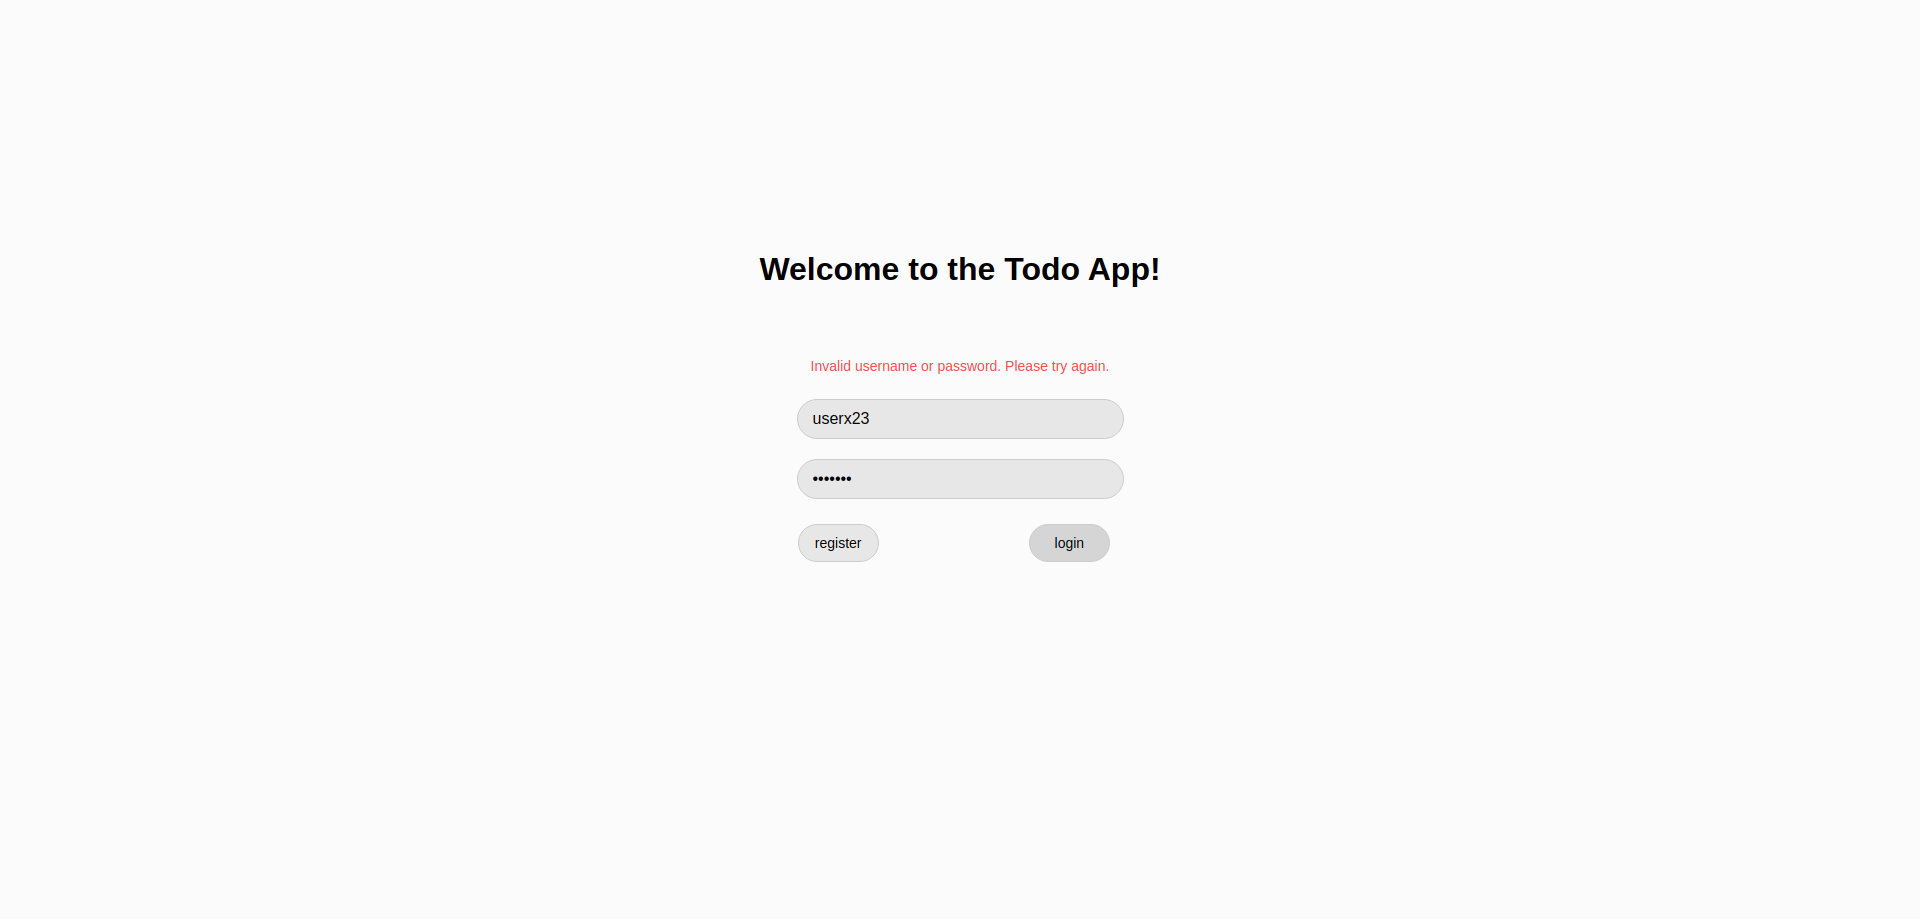 Welcome to the Todo App!
Invalid username or password. Please try again.
userx23
•••••••
register
login